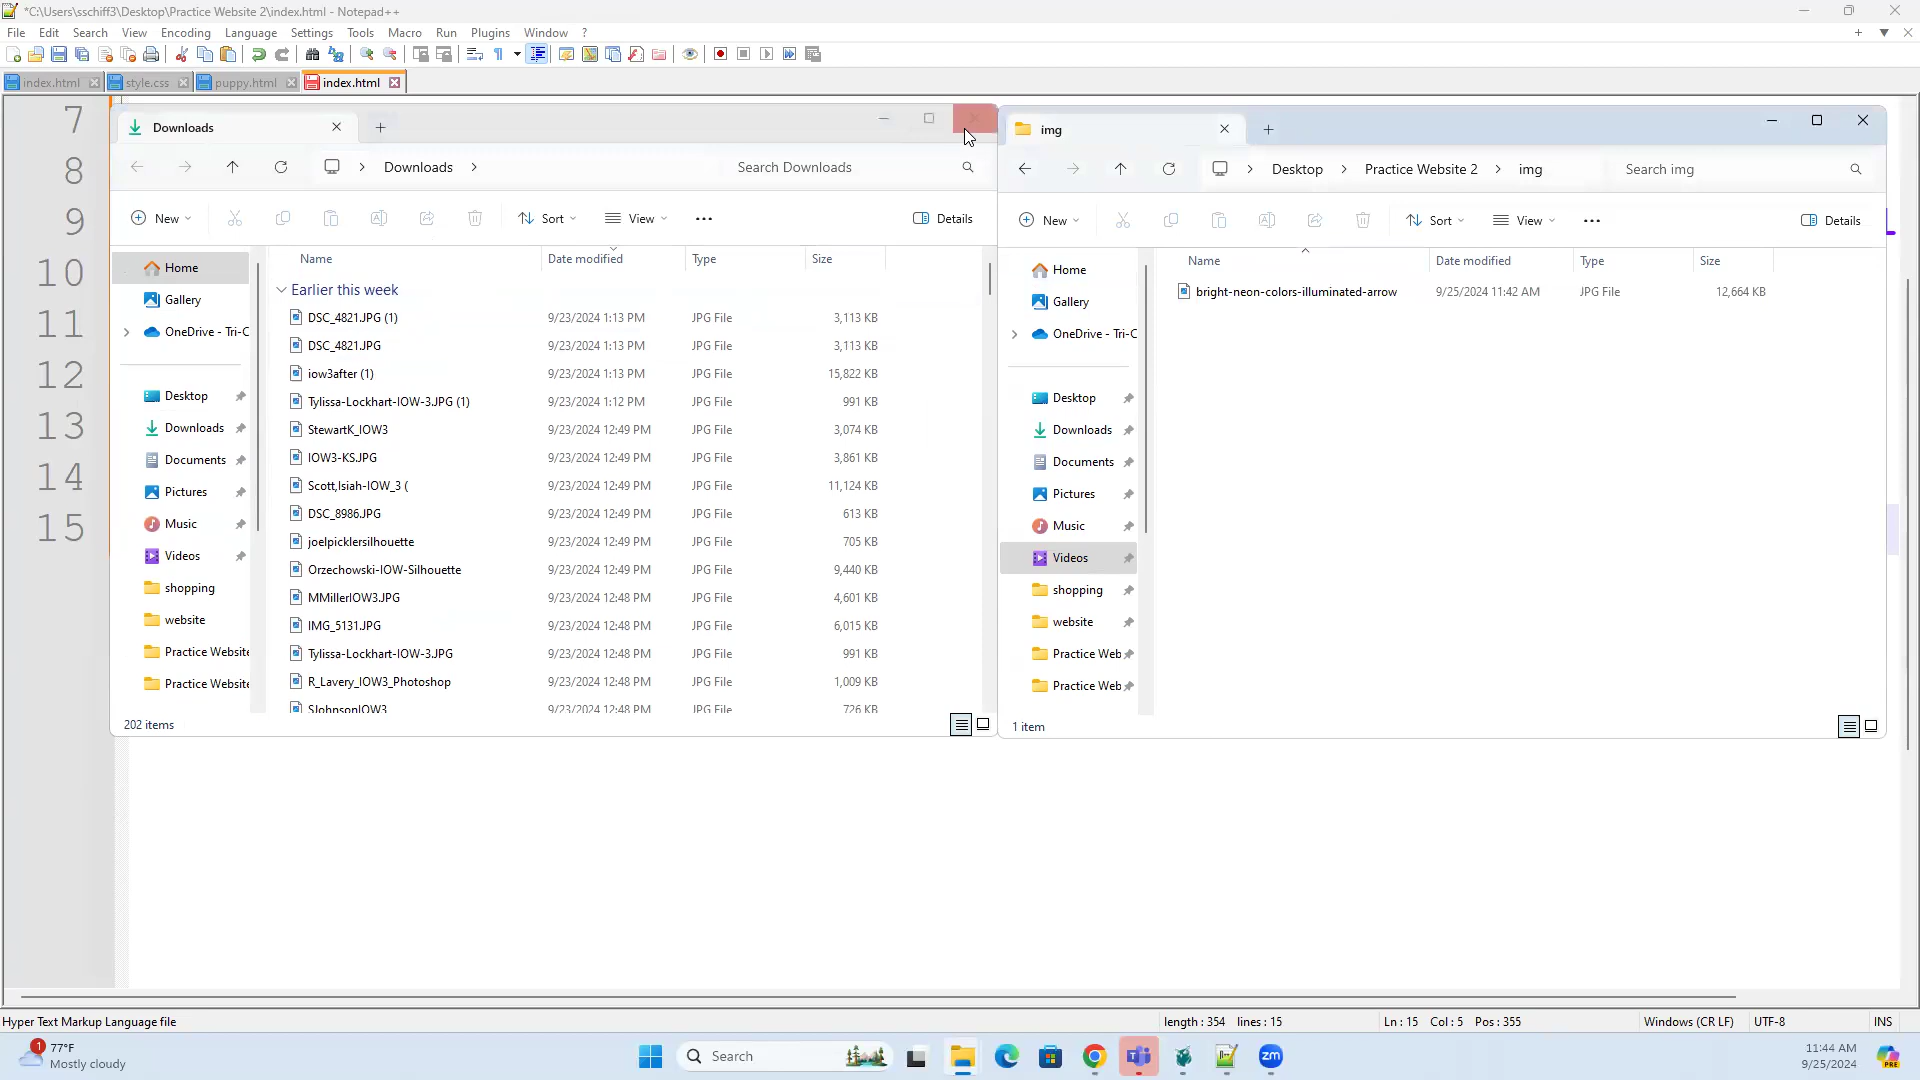 *C:\Users\sschiff3\Desktop\Practice Website 2\index.html - Notepad++
File Edit Search View Encoding Language Settings Tools Macro Run Plugins Window ?
index.html style.css puppy.html index.html
7
8
9
10
11
12
13
14
15
Downloads
Downloads
Search Downloads
New Sort View Details
Name Date modified Type Size
Home
Gallery
OneDrive - Tri-C
Desktop
Downloads
Documents
Pictures
Music
Videos
shopping
website
Practice Website
Practice Website
Earlier this week
DSC_4821.JPG (1) 9/23/2024 1:13 PM JPG File 3,113 KB
DSC_4821.JPG 9/23/2024 1:13 PM JPG File 3,113 KB
iow3after (1) 9/23/2024 1:13 PM JPG File 15,822 KB
Tylissa-Lockhart-IOW-3.JPG (1) 9/23/2024 1:12 PM JPG File 991 KB
StewartK_IOW3 9/23/2024 12:49 PM JPG File 3,074 KB
IOW3-KS.JPG 9/23/2024 12:49 PM JPG File 3,861 KB
Scott,Isiah-IOW_3 ( 9/23/2024 12:49 PM JPG File 11,124 KB
DSC_8986.JPG 9/23/2024 12:49 PM JPG File 613 KB
joelpicklersilhouette 9/23/2024 12:49 PM JPG File 705 KB
Orzechowski-IOW-Silhouette 9/23/2024 12:49 PM JPG File 9,440 KB
MMillerIOW3.JPG 9/23/2024 12:48 PM JPG File 4,601 KB
IMG_5131.JPG 9/23/2024 12:48 PM JPG File 6,015 KB
Tylissa-Lockhart-IOW-3.JPG 9/23/2024 12:48 PM JPG File 991 KB
R_Lavery_IOW3_Photoshop 9/23/2024 12:48 PM JPG File 1,009 KB
SJohnsonIOW3 9/23/2024 12:48 PM JPG File 726 KB
202 items
img
Desktop Practice Website 2 img
Search img
New Sort View Details
Name Date modified Type Size
Home
Gallery
OneDrive - Tri-C
Desktop
Downloads
Documents
Pictures
Music
Videos
shopping
website
Practice Web
Practice Web
bright-neon-colors-illuminated-arrow 9/25/2024 11:42 AM JPG File 12,664 KB
1 item
Hyper Text Markup Language file length : 354 lines : 15 Ln : 15 Col : 5 Pos : 355 Windows (CR LF) UTF-8 INS
1
77°F
Mostly cloudy
Search
zm
11:44 AM
9/25/2024
PRE